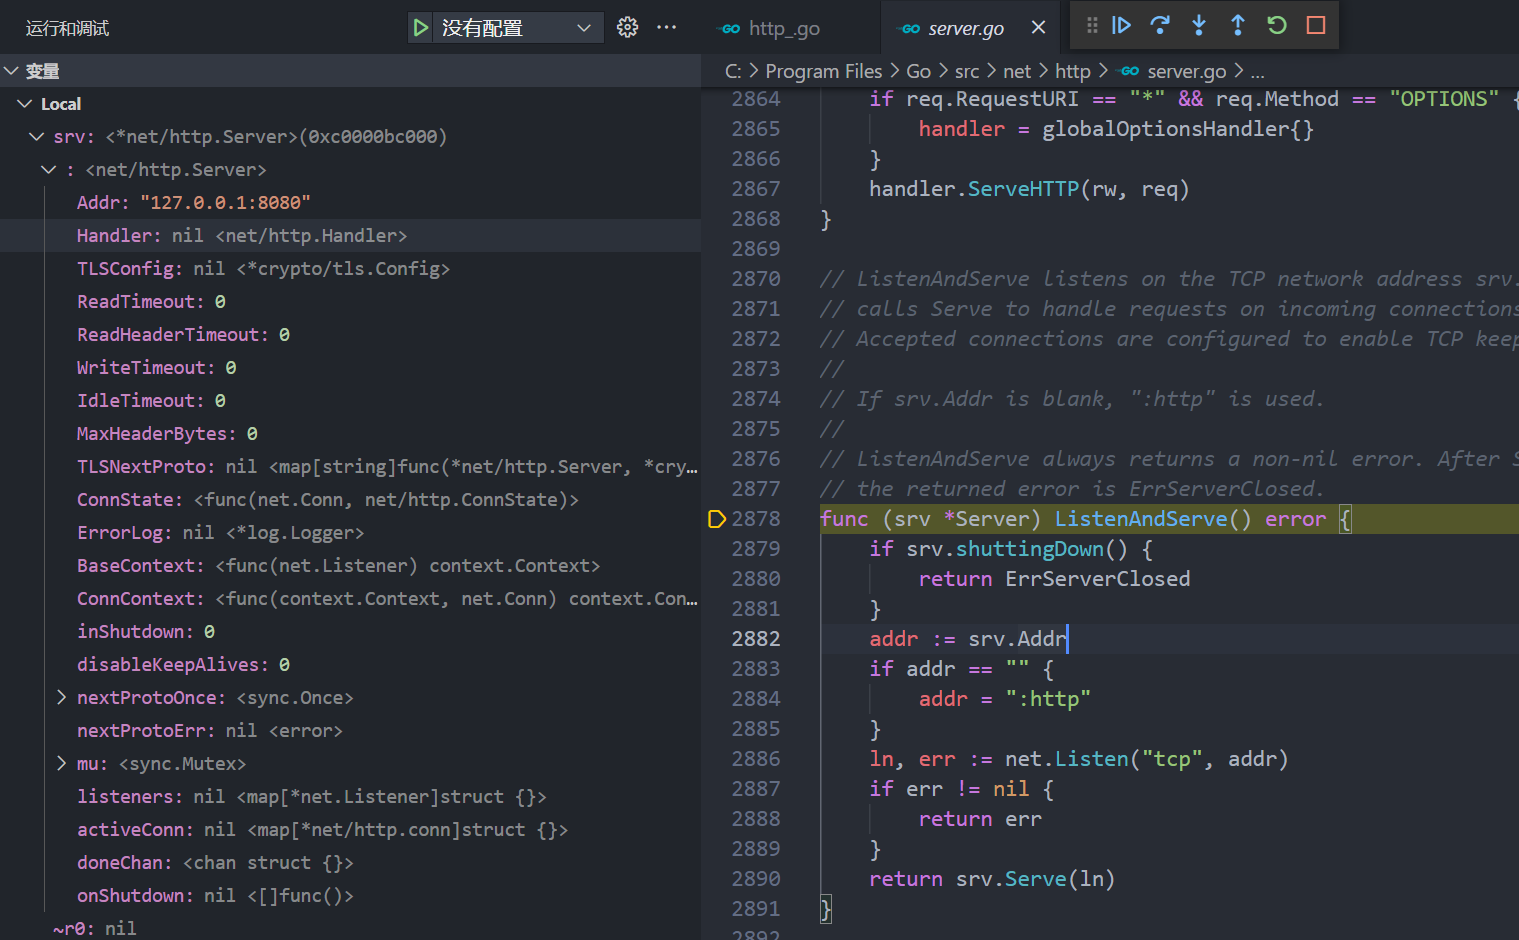 运行和调试
没有配置
变量
Local
srv: <*net/http.Server>(0xc0000bc000)
: <net/http.Server>
Addr: "127.0.0.1:8080"
Handler: nil <net/http.Handler>
TLSConfig: nil <*crypto/tls.Config>
ReadTimeout: 0
ReadHeaderTimeout: 0
WriteTimeout: 0
IdleTimeout: 0
MaxHeaderBytes: 0
TLSNextProto: nil <map[string]func(*net/http.Server, *cry…
ConnState: <func(net.Conn, net/http.ConnState)>
ErrorLog: nil <*log.Logger>
BaseContext: <func(net.Listener) context.Context>
ConnContext: <func(context.Context, net.Conn) context.Con…
inShutdown: 0
disableKeepAlives: 0
nextProtoOnce: <sync.Once>
nextProtoErr: nil <error>
mu: <sync.Mutex>
listeners: nil <map[*net.Listener]struct {}>
activeConn: nil <map[*net/http.conn]struct {}>
doneChan: <chan struct {}>
onShutdown: nil <[]func()>
~r0: nil
http_.go
server.go
C: > Program Files > Go > src > net > http > server.go > ...
2864 if req.RequestURI == "*" && req.Method == "OPTIONS" {
2865 handler = globalOptionsHandler{}
2866 }
2867 handler.ServeHTTP(rw, req)
2868 }
2869
2870 // ListenAndServe listens on the TCP network address srv.
2871 // calls Serve to handle requests on incoming connections
2872 // Accepted connections are configured to enable TCP keep
2873 //
2874 // If srv.Addr is blank, ":http" is used.
2875 //
2876 // ListenAndServe always returns a non-nil error. After S
2877 // the returned error is ErrServerClosed.
2878 func (srv *Server) ListenAndServe() error {
2879 if srv.shuttingDown() {
2880 return ErrServerClosed
2881 }
2882 addr := srv.Addr
2883 if addr == "" {
2884 addr = ":http"
2885 }
2886 ln, err := net.Listen("tcp", addr)
2887 if err != nil {
2888 return err
2889 }
2890 return srv.Serve(ln)
2891 }
2892